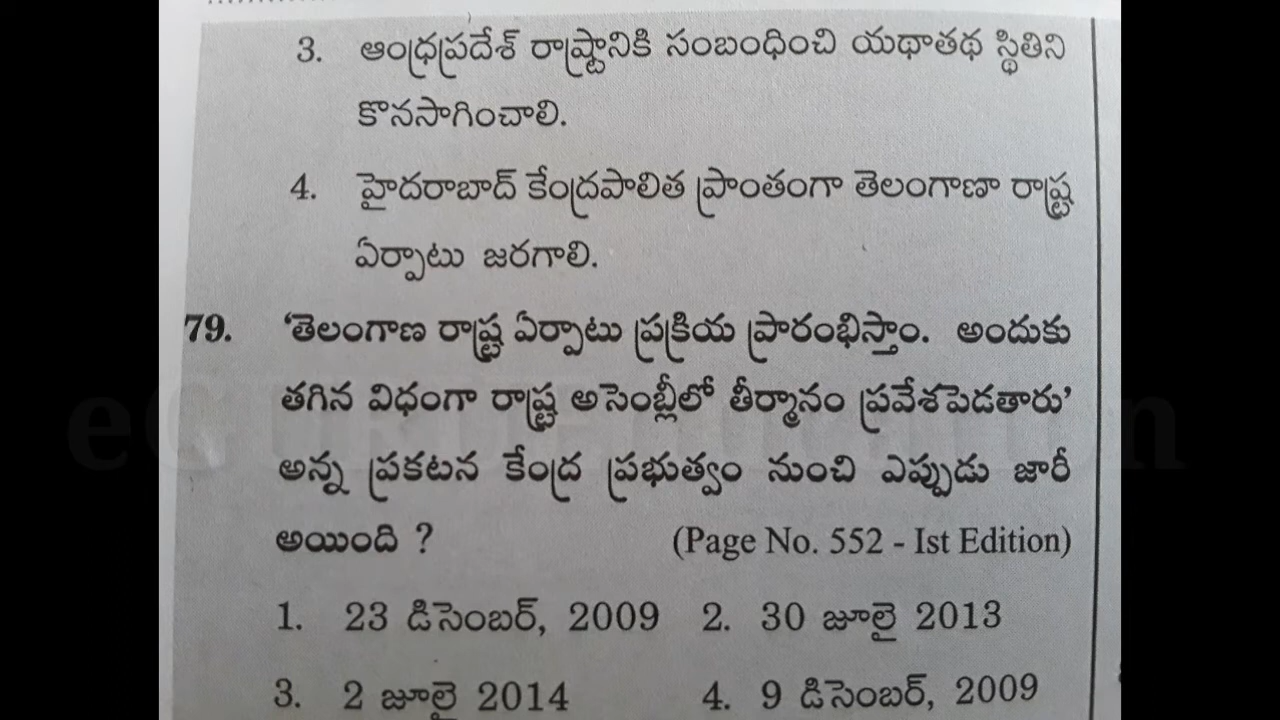 3. ఆంధ్రప్రదేశ్ రాష్ట్రానికి సంబంధించి యథాతథ స్థితిని
కొనసాగించాలి.
4. హైదరాబాద్ కేంద్రపాలిత ప్రాంతంగా తెలంగాణా రాష్ట్ర
ఏర్పాటు జరగాలి.
79. ‘తెలంగాణ రాష్ట్ర ఏర్పాటు ప్రక్రియ ప్రారంభిస్తాం. అందుకు
తగిన విధంగా రాష్ట్ర అసెంబ్లీలో తీర్మానం ప్రవేశపెడతారు’
అన్న ప్రకటన కేంద్ర ప్రభుత్వం నుంచి ఎప్పుడు జారీ
అయింది ? (Page No. 552 - Ist Edition)
1. 23 డిసెంబర్, 2009 2. 30 జూలై 2013
3. 2 జూలై 2014 4. 9 డిసెంబర్, 2009